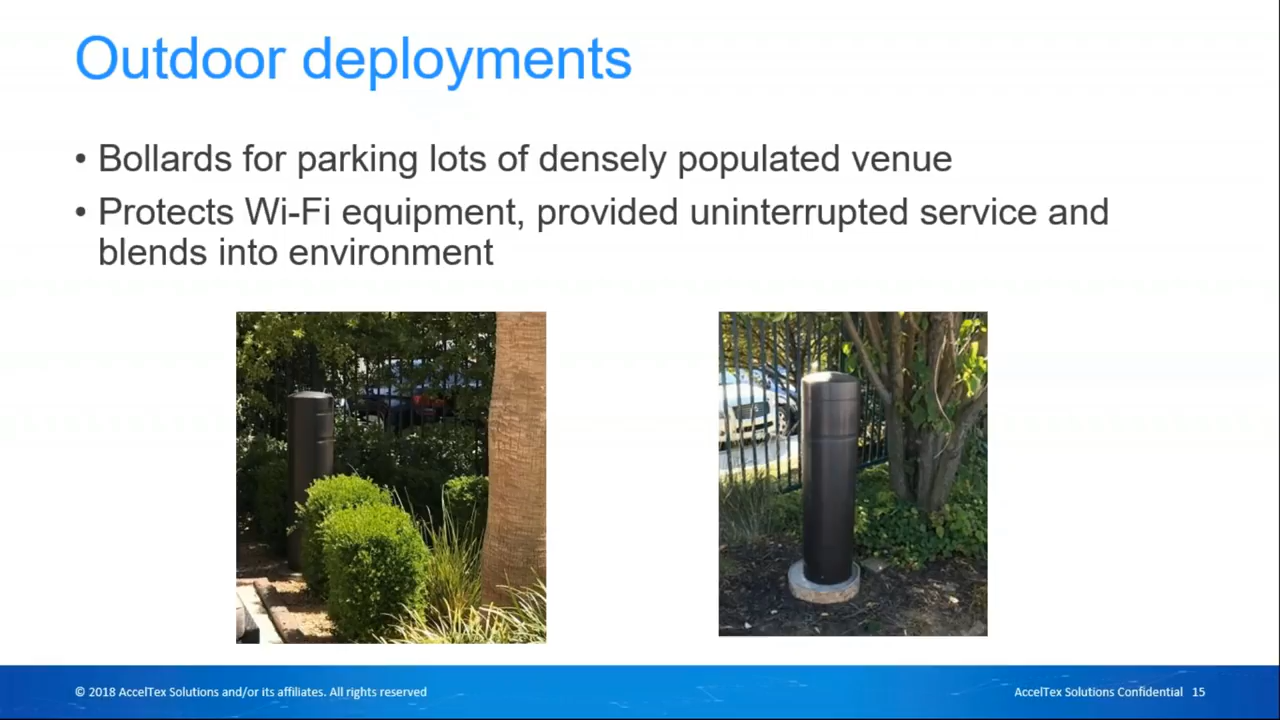 Outdoor deployments
• Bollards for parking lots of densely populated venue
• Protects Wi-Fi equipment, provided uninterrupted service and
blends into environment
© 2018 AccelTex Solutions and/or its affiliates. All rights reserved
AccelTex Solutions Confidential 15